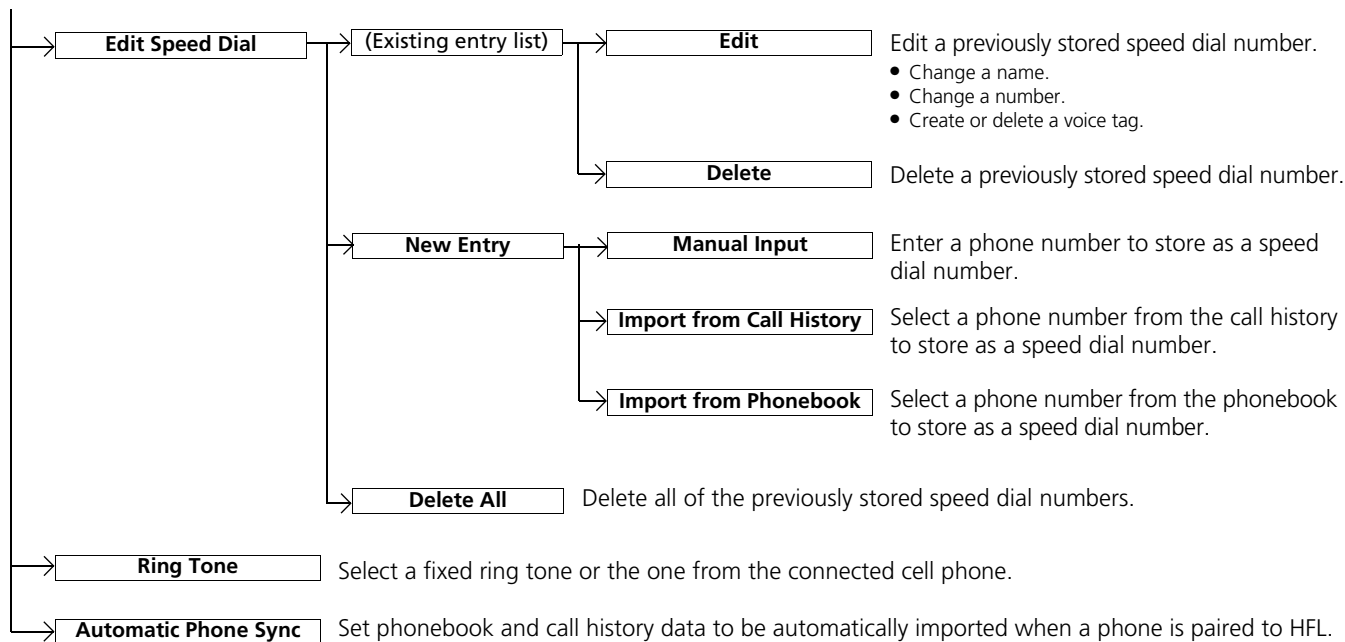 Edit Speed Dial
(Existing entry list)
Edit
Edit a previously stored speed dial number.
● Change a name.
● Change a number.
● Create or delete a voice tag.
Delete
Delete a previously stored speed dial number.
New Entry
Manual Input
Enter a phone number to store as a speed
dial number.
Import from Call History
Select a phone number from the call history
to store as a speed dial number.
Import from Phonebook
Select a phone number from the phonebook
to store as a speed dial number.
Delete All
Delete all of the previously stored speed dial numbers.
Ring Tone
Select a fixed ring tone or the one from the connected cell phone.
Automatic Phone Sync
Set phonebook and call history data to be automatically imported when a phone is paired to HFL.